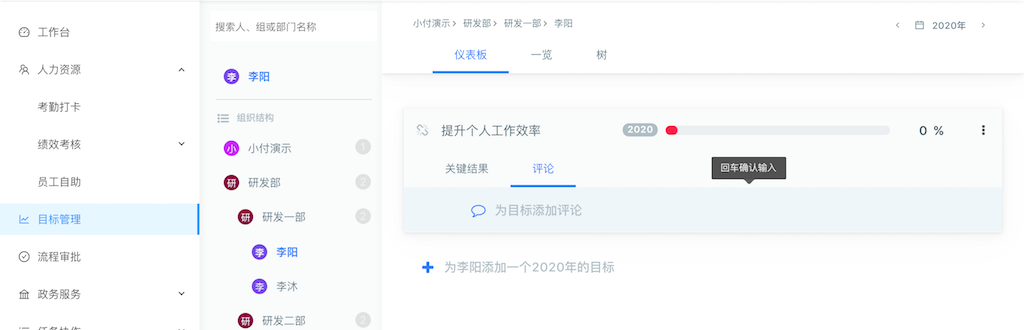 工作台
人力资源
考勤打卡
绩效考核
员工自助
目标管理
流程审批
政务服务
任务协作
搜索人、组或部门名称
李 李阳
组织结构
小 小付演示 1
研 研发部 2
研 研发一部 2
李 李阳
李 李沐
研 研发二部 2
小付演示 > 研发部 > 研发一部 > 李阳
< 2020年 >
仪表板 一览 树
提升个人工作效率 2020 0 %
关键结果 评论
回车确认输入
为目标添加评论
为李阳添加一个2020年的目标